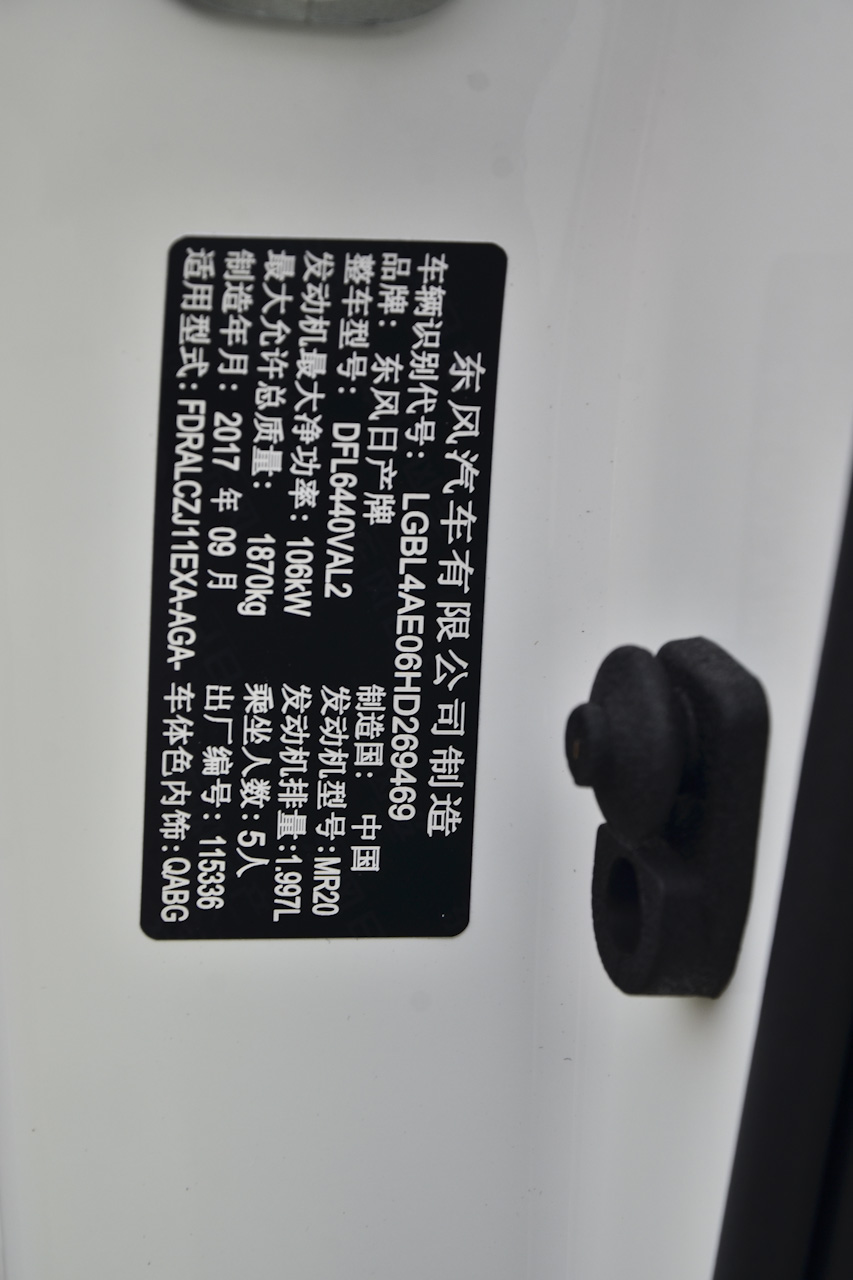 东风汽车有限公司制造
车辆识别代号：LGBL4AE06HD269469
品牌：东风日产牌 制造国：中国
整车型号：DFL6440VAL2 发动机型号：MR20
发动机最大净功率：106kW 发动机排量：1.997L
最大允许总质量：1870kg 乘坐人数：5人
制造年月：2017 年 09 月 出厂编号：115336
适用型式：FDRALCZJ11EXA-AGA- 车体色内饰：QABG